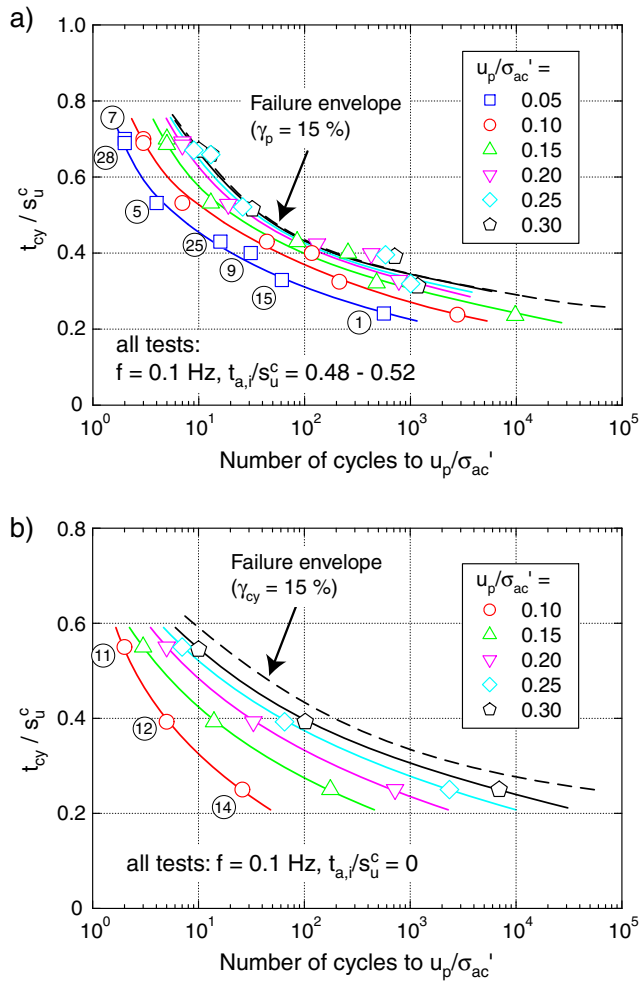 a)
1.0
0.8
0.6
0.4
0.2
0
t_cy / s_u^c
7
28
5
25
9
15
1
Failure envelope
(γ_p = 15 %)
u_p/σ_ac' =
0.05
0.10
0.15
0.20
0.25
0.30
all tests:
f = 0.1 Hz, t_a,i/s_u^c = 0.48 - 0.52
10^0 10^1 10^2 10^3 10^4 10^5
Number of cycles to u_p/σ_ac'
b)
0.8
0.6
0.4
0.2
0
t_cy / s_u^c
11
12
14
Failure envelope
(γ_cy = 15 %)
u_p/σ_ac' =
0.10
0.15
0.20
0.25
0.30
all tests: f = 0.1 Hz, t_a,i/s_u^c = 0
10^0 10^1 10^2 10^3 10^4 10^5
Number of cycles to u_p/σ_ac'